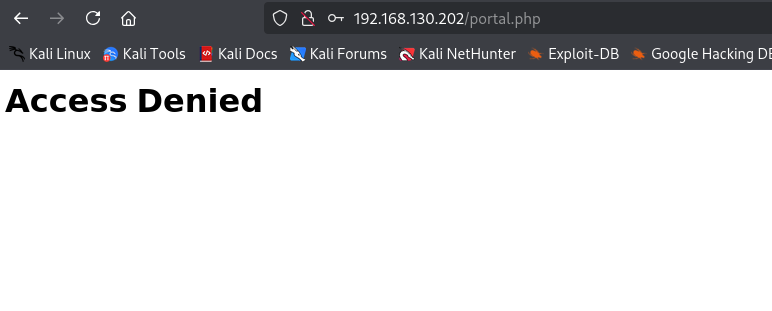 192.168.130.202/portal.php
Kali Linux Kali Tools Kali Docs Kali Forums Kali NetHunter Exploit-DB Google Hacking DB
Access Denied